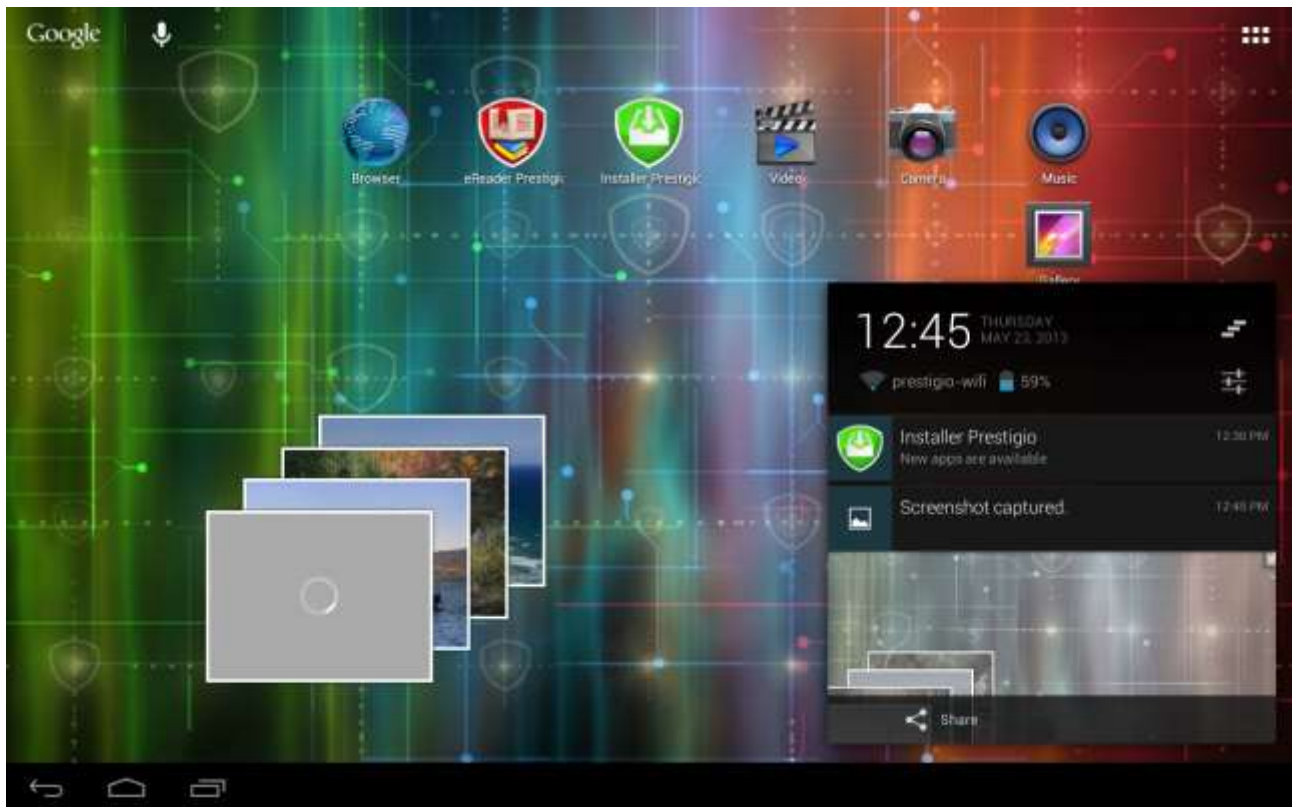 Google
Browser
eReader Prestigio
Installer Prestigio
Video
Camera
Music
Gallery
12:45
THURSDAY
MAY 23, 2013
prestigio-wifi 59%
Installer Prestigio
12:30 PM
New apps are available
Screenshot captured.
12:45 PM
Share